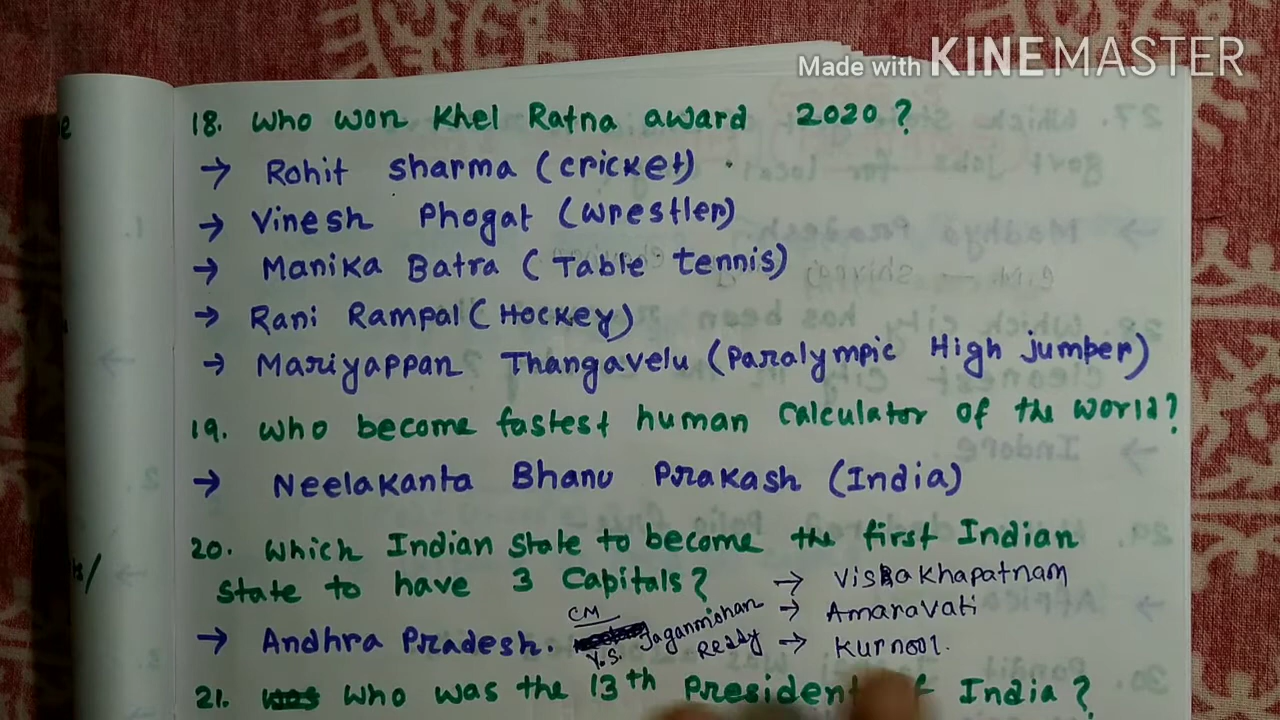 Made with KINEMASTER
18. Who won Khel Ratna award 2020?
→ Rohit Sharma (cricket)
→ Vinesh Phogat (Wrestler)
→ Manika Batra (Table tennis)
→ Rani Rampal (Hockey)
→ Mariyappan Thangavelu (Paralympic High jumper)
19. Who become fastest human calculator of the world?
→ Neelakanta Bhanu Prakash (India)
20. Which Indian State to become the first Indian
State to have 3 Capitals?
→ Visakhapatnam
→ Andhra Pradesh.
CM
Y.S. Jaganmohan
Reddy
→ Amaravati
→ Kurnool.
21. Who was the 13th President of India?